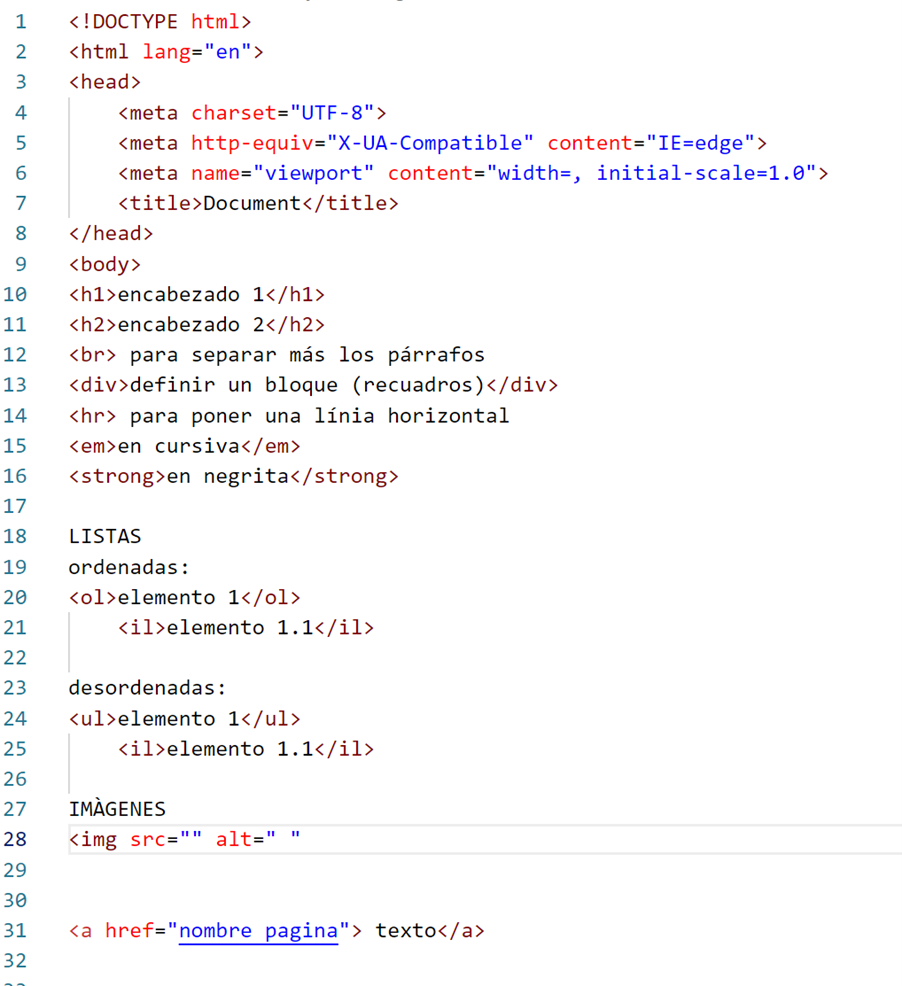 1 <!DOCTYPE html>
2 <html lang="en">
3 <head>
4 <meta charset="UTF-8">
5 <meta http-equiv="X-UA-Compatible" content="IE=edge">
6 <meta name="viewport" content="width=, initial-scale=1.0">
7 <title>Document</title>
8 </head>
9 <body>
10 <h1>encabezado 1</h1>
11 <h2>encabezado 2</h2>
12 <br> para separar más los párrafos
13 <div>definir un bloque (recuadros)</div>
14 <hr> para poner una línia horizontal
15 <em>en cursiva</em>
16 <strong>en negrita</strong>
17
18 LISTAS
19 ordenadas:
20 <ol>elemento 1</ol>
21 <il>elemento 1.1</il>
22
23 desordenadas:
24 <ul>elemento 1</ul>
25 <il>elemento 1.1</il>
26
27 IMÀGENES
28 <img src="" alt=" "
29
30
31 <a href="nombre pagina"> texto</a>
32